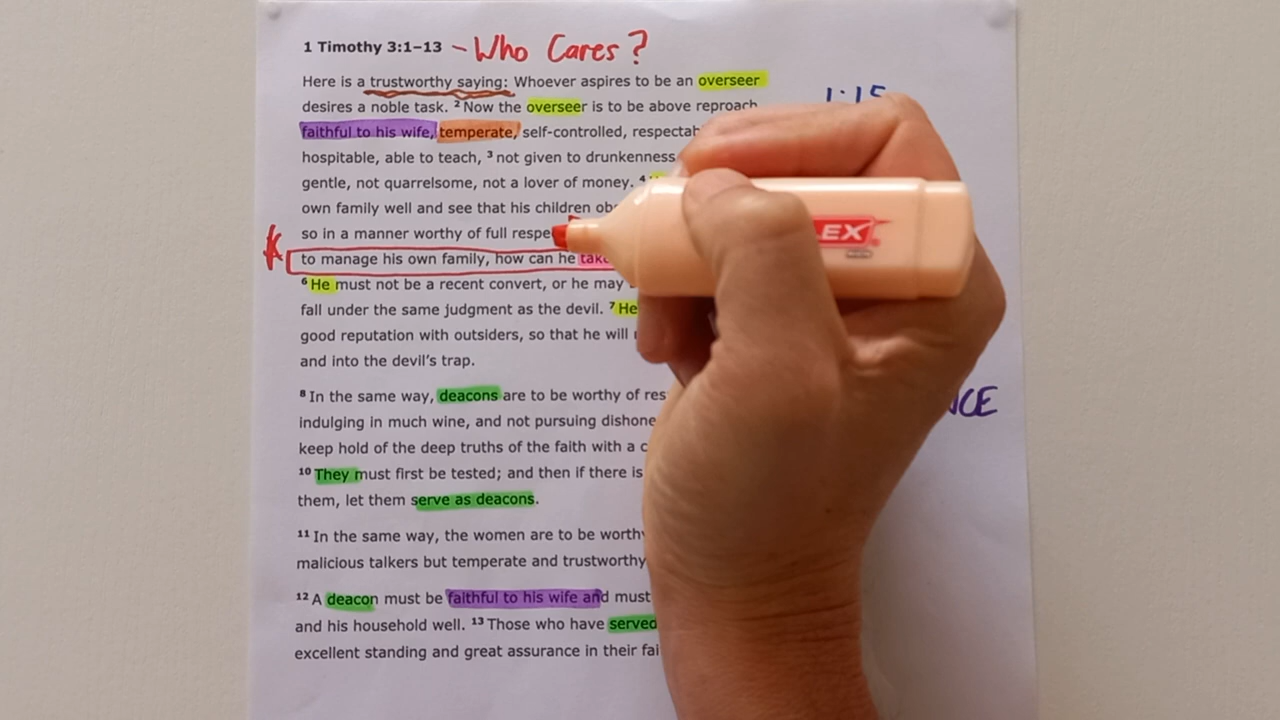 1 Timothy 3:1–13 - Who Cares?
Here is a trustworthy saying: Whoever aspires to be an overseer
desires a noble task. 2 Now the overseer is to be above reproach,
faithful to his wife, temperate, self-controlled,
hospitable, able to teach, 3 not given to drunkenness
gentle, not quarrelsome, not a lover of money. 4
own family well and see that his children
so in a manner worthy of full
to manage his own family, how can he
6 He must not be a recent convert, or he may
fall under the same judgment as the devil. 7 He
good reputation with outsiders, so that he will
and into the devil's trap.
8 In the same way, deacons are to be worthy of
indulging in much wine, and not pursuing
keep hold of the deep truths of the faith with a
10 They must first be tested; and then if there is
them, let them serve as deacons.
11 In the same way, the women are to be
malicious talkers but temperate and trustworthy
12 A deacon must be faithful to his wife and must
and his household well. 13 Those who have served
excellent standing and great assurance in their
1:15